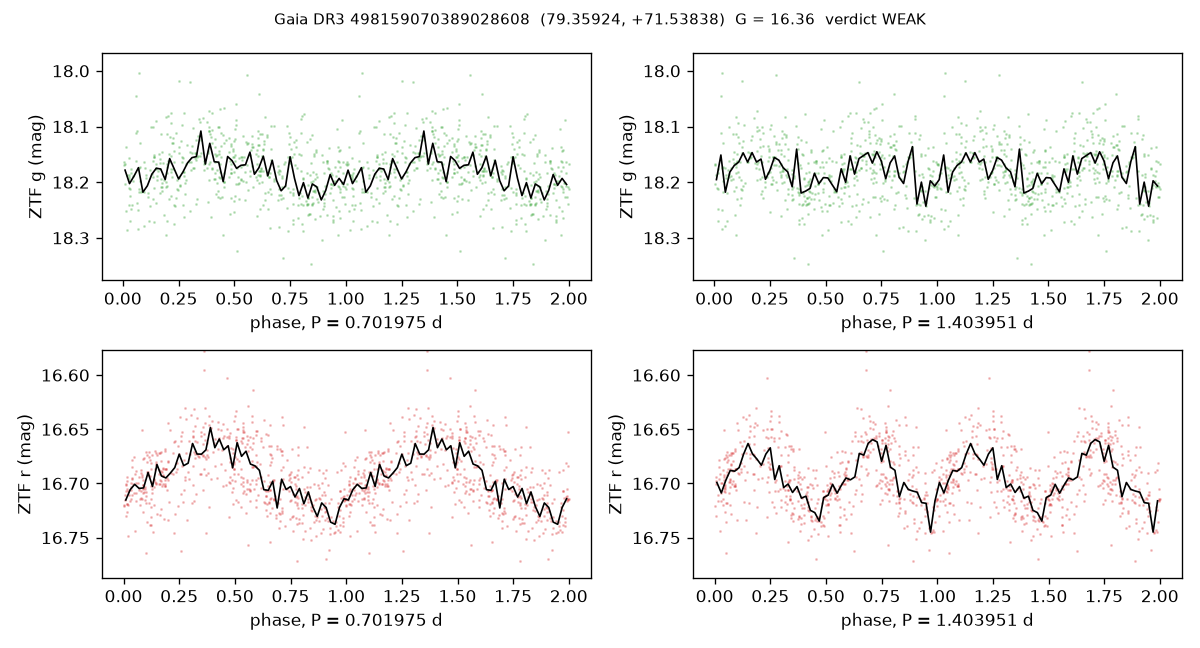 Gaia DR3 498159070389028608 (79.35924, +71.53838) G = 16.36 verdict WEAK
ZTF g (mag)
18.0
18.1
18.2
18.3
0.00 0.25 0.50 0.75 1.00 1.25 1.50 1.75 2.00
phase, P = 0.701975 d
ZTF g (mag)
18.0
18.1
18.2
18.3
0.00 0.25 0.50 0.75 1.00 1.25 1.50 1.75 2.00
phase, P = 1.403951 d
ZTF r (mag)
16.60
16.65
16.70
16.75
0.00 0.25 0.50 0.75 1.00 1.25 1.50 1.75 2.00
phase, P = 0.701975 d
ZTF r (mag)
16.60
16.65
16.70
16.75
0.00 0.25 0.50 0.75 1.00 1.25 1.50 1.75 2.00
phase, P = 1.403951 d